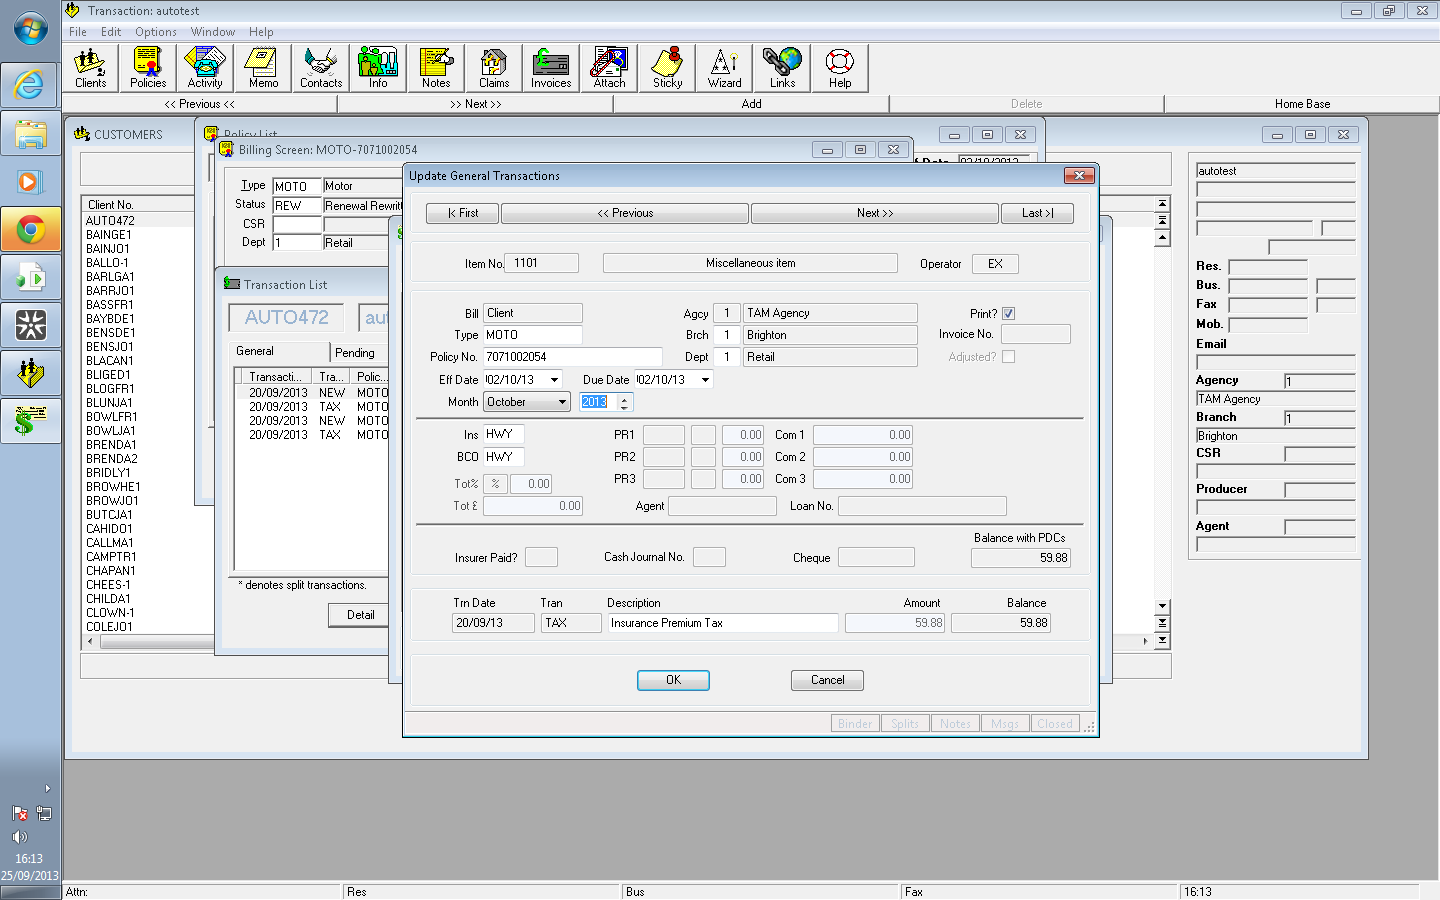 Transaction: autotest
File Edit Options Window Help
Clients Policies Activity Memo Contacts Info Notes Claims Invoices Attach Sticky Wizard Links Help
<< Previous << >> Next >> Add Delete Home Base
CUSTOMERS
Policy List
Billing Screen: MOTO-7071002054
Type MOTO Motor
Status REW Renewal Rewritt
CSR
Dept 1 Retail
Client No.
AUTO472
BAINGE1
BAINJO1
BALLO-1
BARLGA1
BARRJO1
BASSFR1
BAYBDE1
BENSDE1
BENSJO1
BLACAN1
BLIGED1
BLOGFR1
BLUNJA1
BOWLFR1
BOWLJA1
BRENDA1
BRENDA2
BRIDLY1
BROWHE1
BROWJO1
BUTCJA1
CAHIDO1
CALLMA1
CAMPTR1
CHAPAN1
CHEES-1
CHILDA1
CLOWN-1
COLEJO1
Transaction List
AUTO472 aut
General Pending
Transacti... Tra... Polic...
20/09/2013 NEW MOTO
20/09/2013 TAX MOTO
20/09/2013 NEW MOTO
20/09/2013 TAX MOTO
* denotes split transactions.
Detail
Update General Transactions
|< First << Previous Next >> Last >|
Item No. 1101 Miscellaneous item Operator EX
Bill Client Agcy 1 TAM Agency Print?
Type MOTO Brch 1 Brighton Invoice No.
Policy No. 7071002054 Dept 1 Retail Adjusted?
Eff Date 02/10/13 Due Date 02/10/13
Month October 2013
Ins HWY PR1 0.00 Com 1 0.00
BCO HWY PR2 0.00 Com 2 0.00
Tot% % 0.00 PR3 0.00 Com 3 0.00
Tot £ 0.00 Agent Loan No.
Balance with PDCs
Insurer Paid? Cash Journal No. Cheque 59.88
Trn Date Tran Description Amount Balance
20/09/13 TAX Insurance Premium Tax 59.88 59.88
OK Cancel
Binder Splits Notes Msgs Closed
autotest
Res.
Bus.
Fax
Mob.
Email
Agency 1
TAM Agency
Branch 1
Brighton
CSR
Producer
Agent
16:13
25/09/2013
Attn: Res Bus Fax 16:13